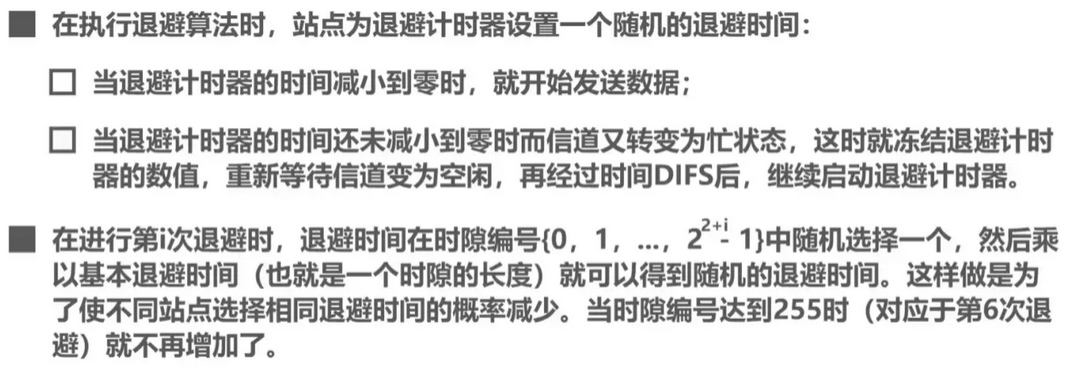 ■ 在执行退避算法时，站点为退避计时器设置一个随机的退避时间：
□ 当退避计时器的时间减小到零时，就开始发送数据；
□ 当退避计时器的时间还未减小到零时而信道又转变为忙状态，这时就冻结退避计时
器的数值，重新等待信道变为空闲，再经过时间DIFS后，继续启动退避计时器。
■ 在进行第i次退避时，退避时间在时隙编号{0，1，...，2^{2+i} - 1}中随机选择一个，然后乘
以基本退避时间（也就是一个时隙的长度）就可以得到随机的退避时间。这样做是为
了使不同站点选择相同退避时间的概率减少。当时隙编号达到255时（对应于第6次退
避）就不再增加了。